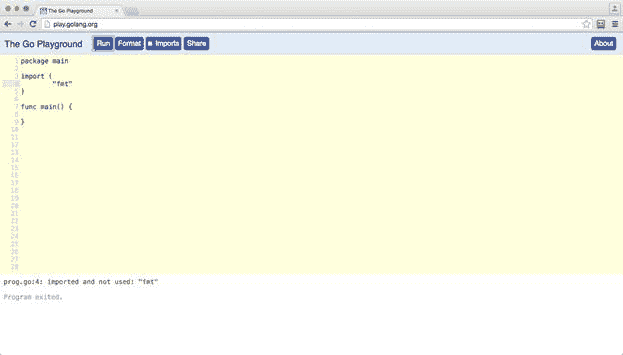 The Go Playground
play.golang.org
The Go Playground Run Format Imports Share About
1 package main
2
3 import (
4 "fmt"
5 )
6
7 func main() {
8
9 }
10
11
12
13
14
15
16
17
18
19
20
21
22
23
24
25
26
27
28
prog.go:4: imported and not used: "fmt"
Program exited.